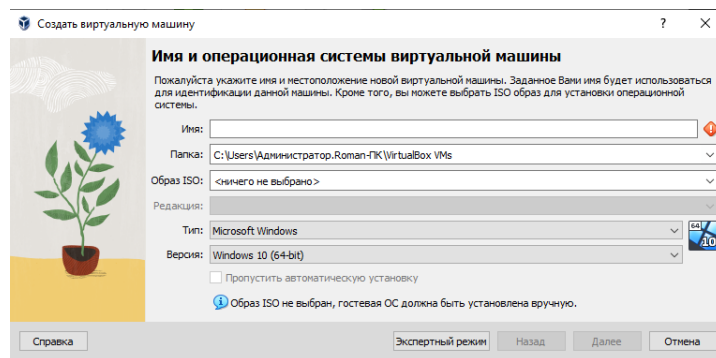 Создать виртуальную машину
Имя и операционная системы виртуальной машины
Пожалуйста укажите имя и местоположение новой виртуальной машины. Заданное Вами имя будет использоваться
для идентификации данной машины. Кроме того, вы можете выбрать ISO образ для установки операционной
системы.
Имя:
Папка: C:\Users\Администратор.Roman-ПК\VirtualBox VMs
Образ ISO: <ничего не выбрано>
Редакция:
Тип: Microsoft Windows
64
Версия: Windows 10 (64-bit)
10
Пропустить автоматическую установку
Образ ISO не выбран, гостевая ОС должна быть установлена вручную.
Справка Экспертный режим Назад Далее Отмена